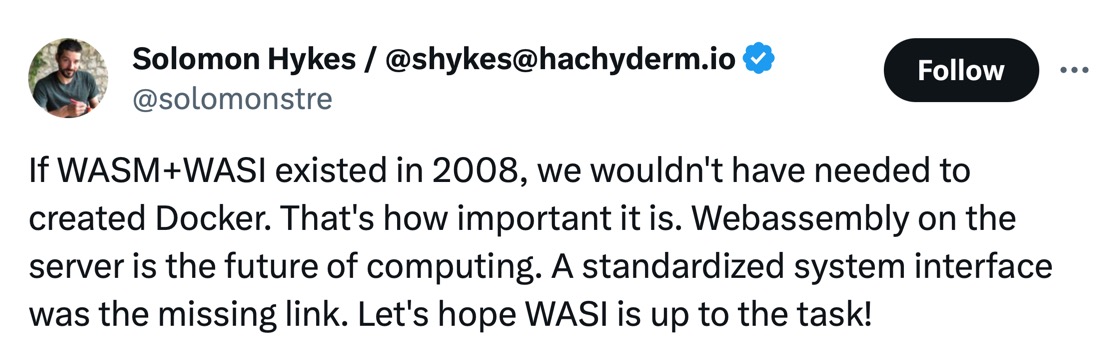 Solomon Hykes / @shykes@hachyderm.io
@solomonstre
Follow
If WASM+WASI existed in 2008, we wouldn't have needed to
created Docker. That's how important it is. Webassembly on the
server is the future of computing. A standardized system interface
was the missing link. Let's hope WASI is up to the task!